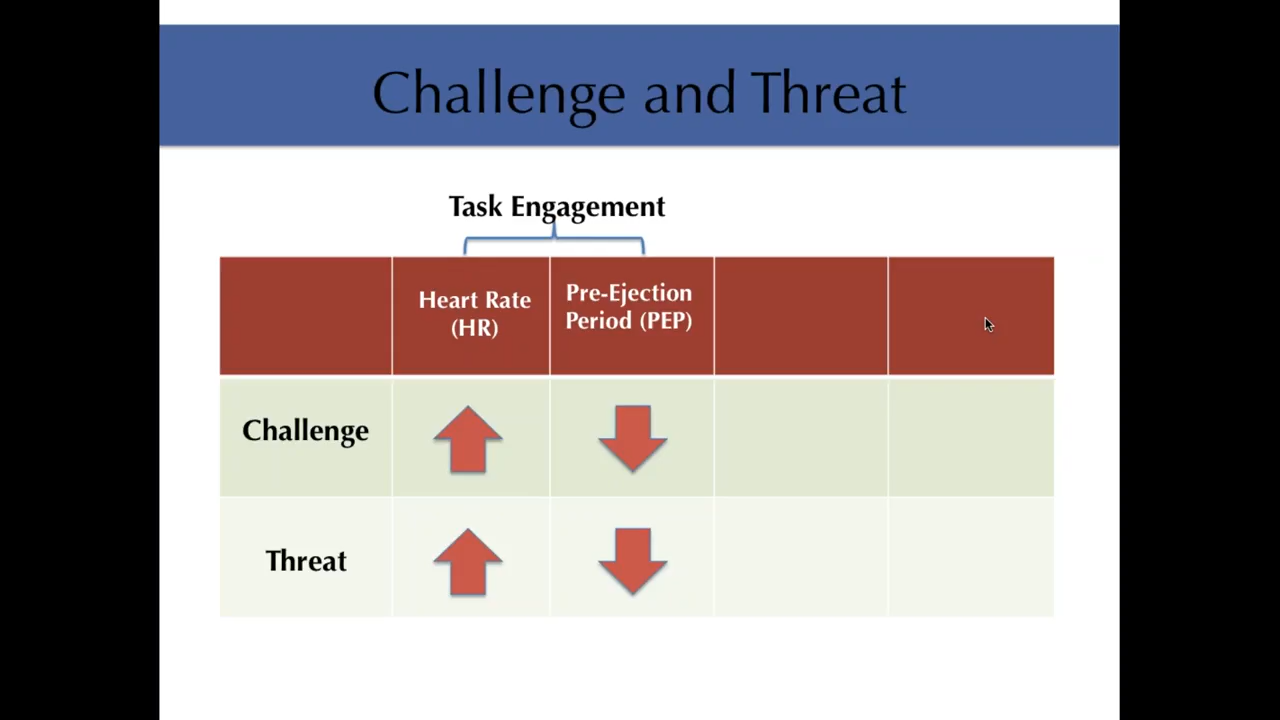 Challenge and Threat
Task Engagement
Heart Rate
(HR)
Pre-Ejection
Period (PEP)
Challenge
Threat